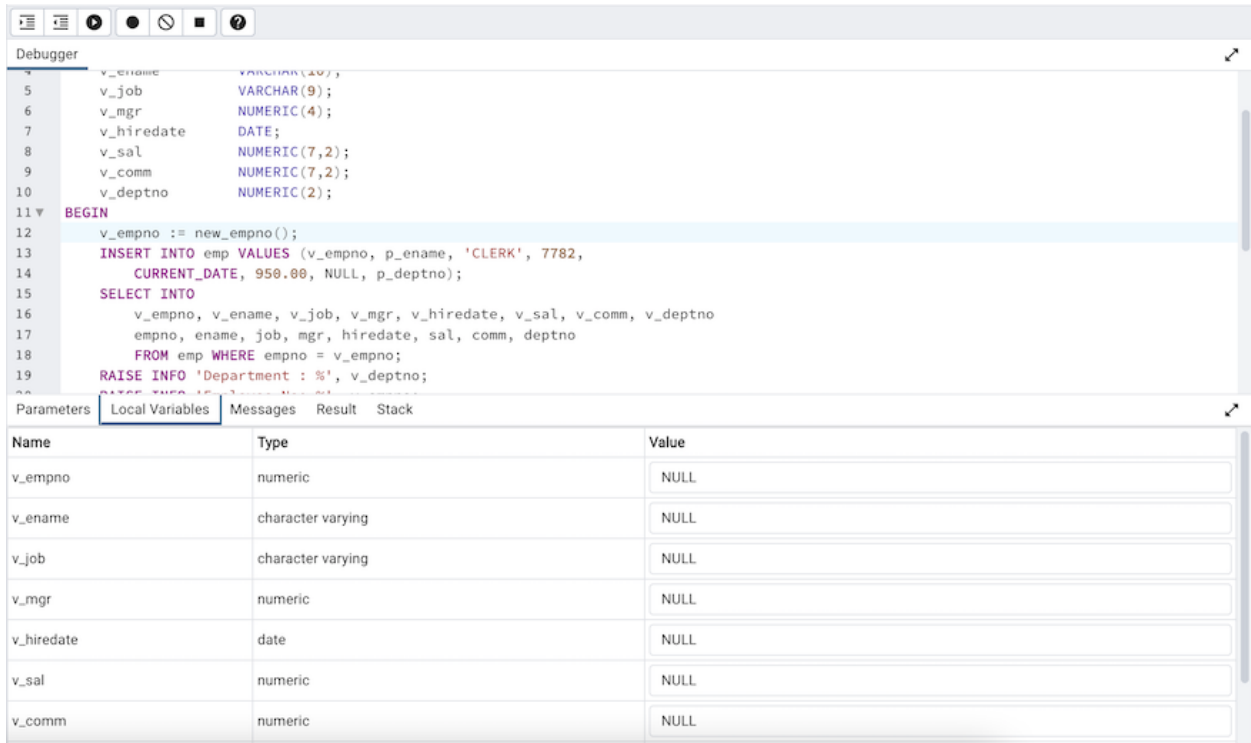 Debugger
4 v_ename VARCHAR(10);
5 v_job VARCHAR(9);
6 v_mgr NUMERIC(4);
7 v_hiredate DATE;
8 v_sal NUMERIC(7,2);
9 v_comm NUMERIC(7,2);
10 v_deptno NUMERIC(2);
11 BEGIN
12 v_empno := new_empno();
13 INSERT INTO emp VALUES (v_empno, p_ename, 'CLERK', 7782,
14 CURRENT_DATE, 950.00, NULL, p_deptno);
15 SELECT INTO
16 v_empno, v_ename, v_job, v_mgr, v_hiredate, v_sal, v_comm, v_deptno
17 empno, ename, job, mgr, hiredate, sal, comm, deptno
18 FROM emp WHERE empno = v_empno;
19 RAISE INFO 'Department : %', v_deptno;
Parameters Local Variables Messages Result Stack
Name Type Value
v_empno numeric NULL
v_ename character varying NULL
v_job character varying NULL
v_mgr numeric NULL
v_hiredate date NULL
v_sal numeric NULL
v_comm numeric NULL